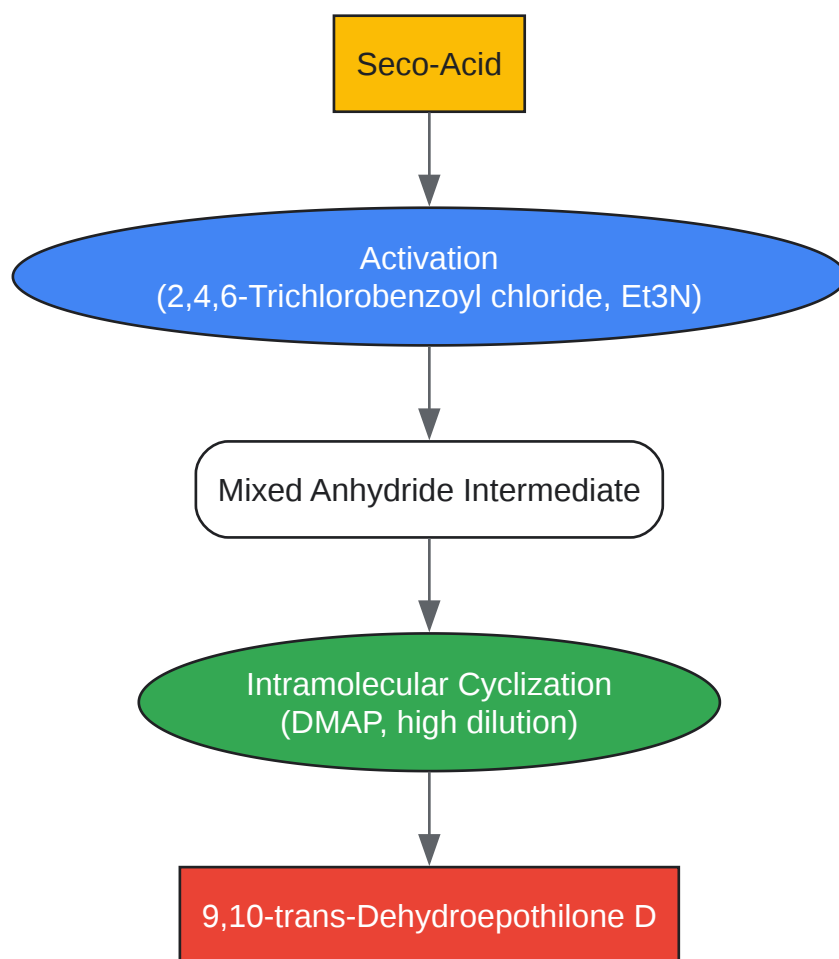 Seco-Acid
Activation
(2,4,6-Trichlorobenzoyl chloride, Et3N)
Mixed Anhydride Intermediate
Intramolecular Cyclization
(DMAP, high dilution)
9,10-trans-Dehydroepothilone D